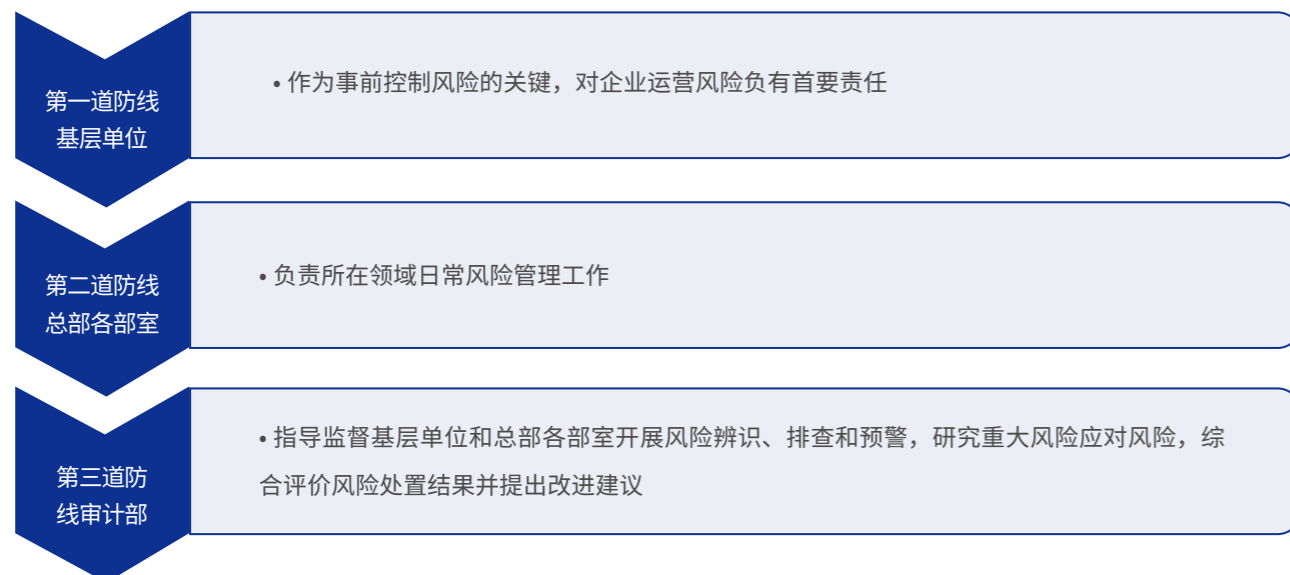 第一道防线
基层单位
• 作为事前控制风险的关键，对企业运营风险负有首要责任
第二道防线
总部各部室
• 负责所在领域日常风险管理工作
第三道防
线审计部
• 指导监督基层单位和总部各部室开展风险辨识、排查和预警，研究重大风险应对风险，综
合评价风险处置结果并提出改进建议